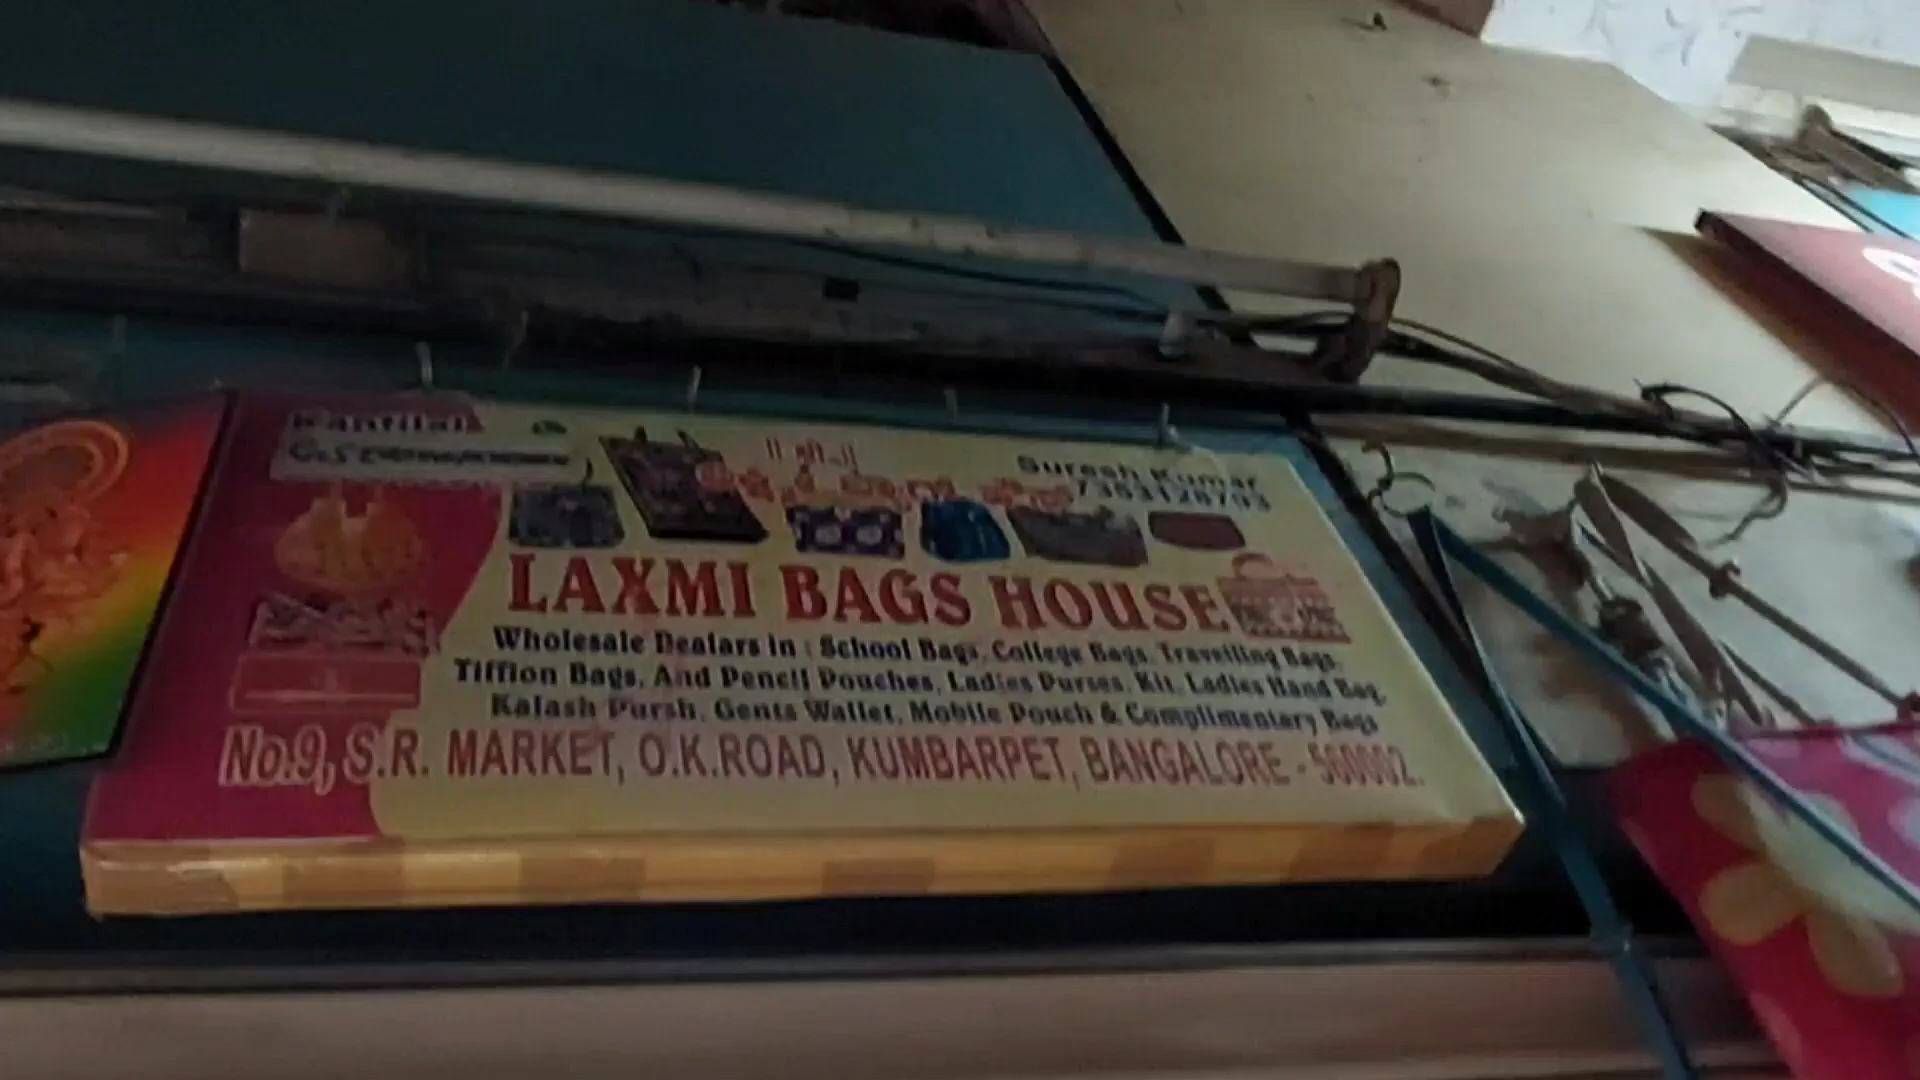 Kantilal
Suresh Kumar
LAXMI BAGS HOUSE
Wholesale Dealars in : School Bags, College Bags, Travelling Bags,
Tiffion Bags, And Pencil Pouches, Ladies Purses, Kit, Ladies Hand Bag,
Kalash Pursh, Gents Wallet, Mobile Pouch & Complimentary Bags
No.9, S.R. MARKET, O.K.ROAD, KUMBARPET, BANGALORE - 560002.